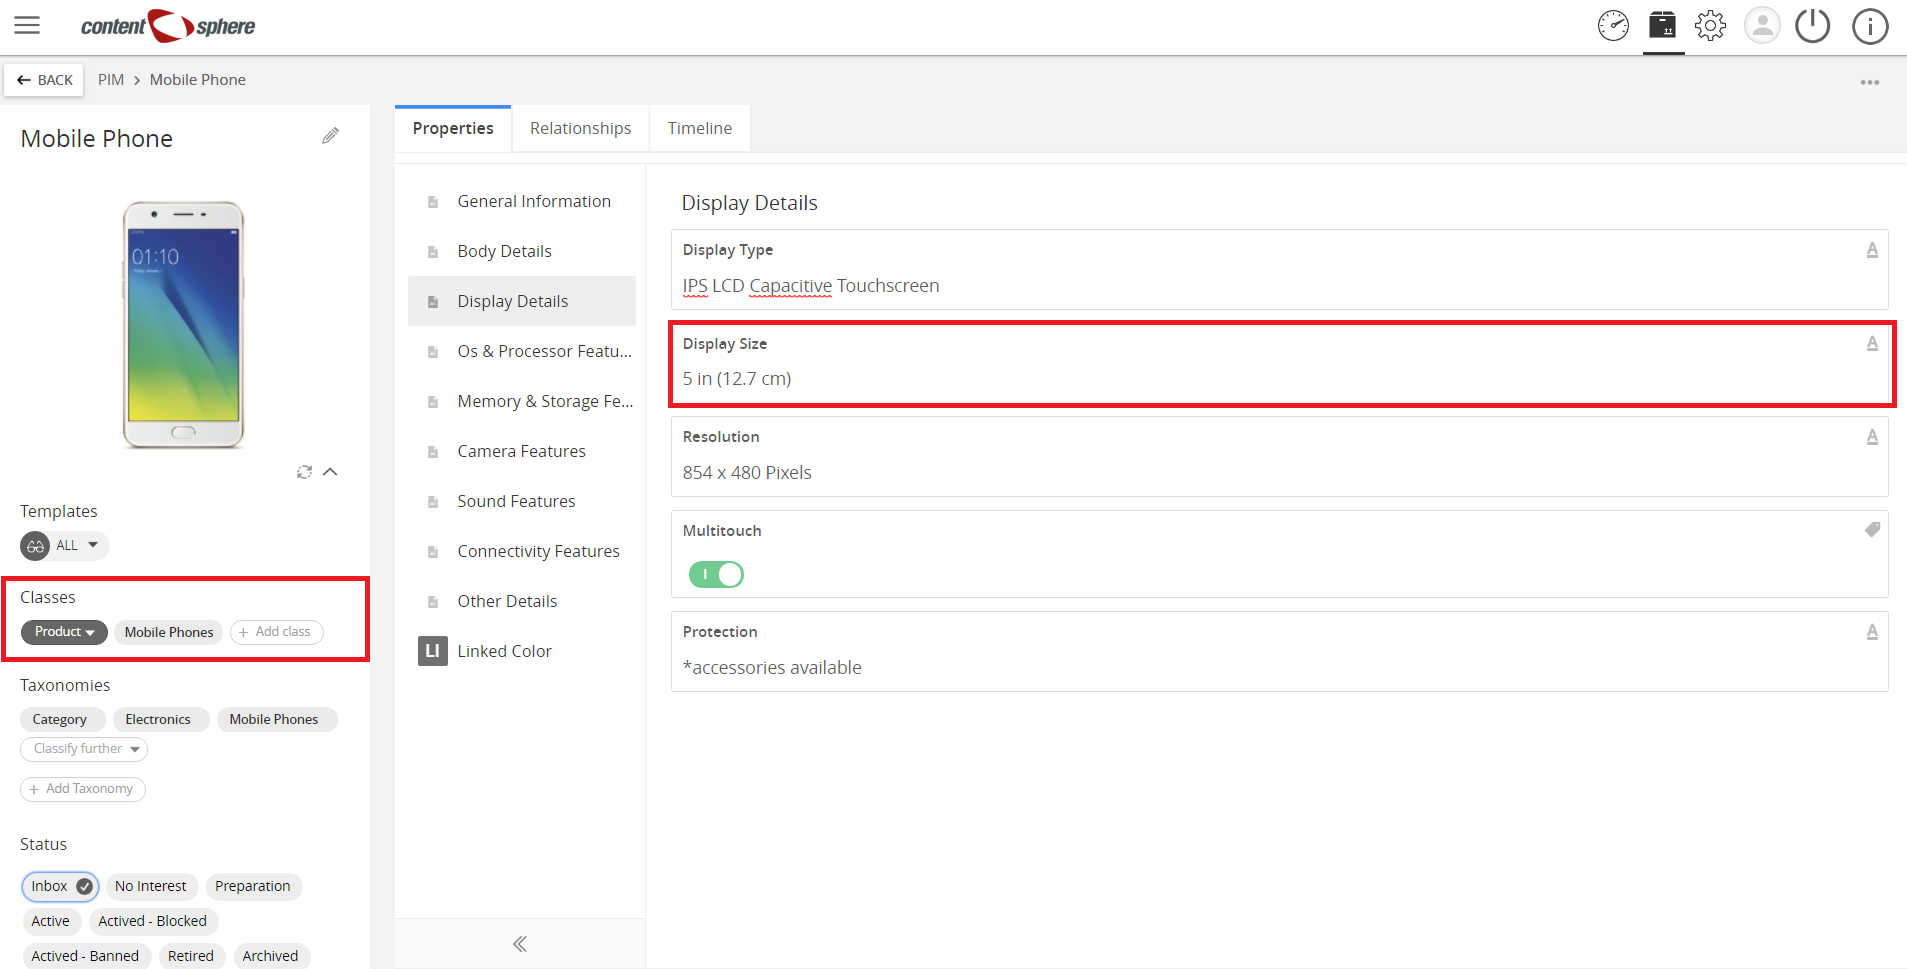 content sphere
BACK PIM > Mobile Phone
Mobile Phone
01:10
Templates
ALL
Classes
Product Mobile Phones + Add class
Taxonomies
Category Electronics Mobile Phones
Classify further
+ Add Taxonomy
Status
Inbox No Interest Preparation
Active Actived - Blocked
Actived - Banned Retired Archived
Properties Relationships Timeline
General Information
Body Details
Display Details
Os & Processor Featu...
Memory & Storage Fe...
Camera Features
Sound Features
Connectivity Features
Other Details
LI Linked Color
Display Details
Display Type
IPS LCD Capacitive Touchscreen
Display Size
5 in (12.7 cm)
Resolution
854 x 480 Pixels
Multitouch
Protection
*accessories available